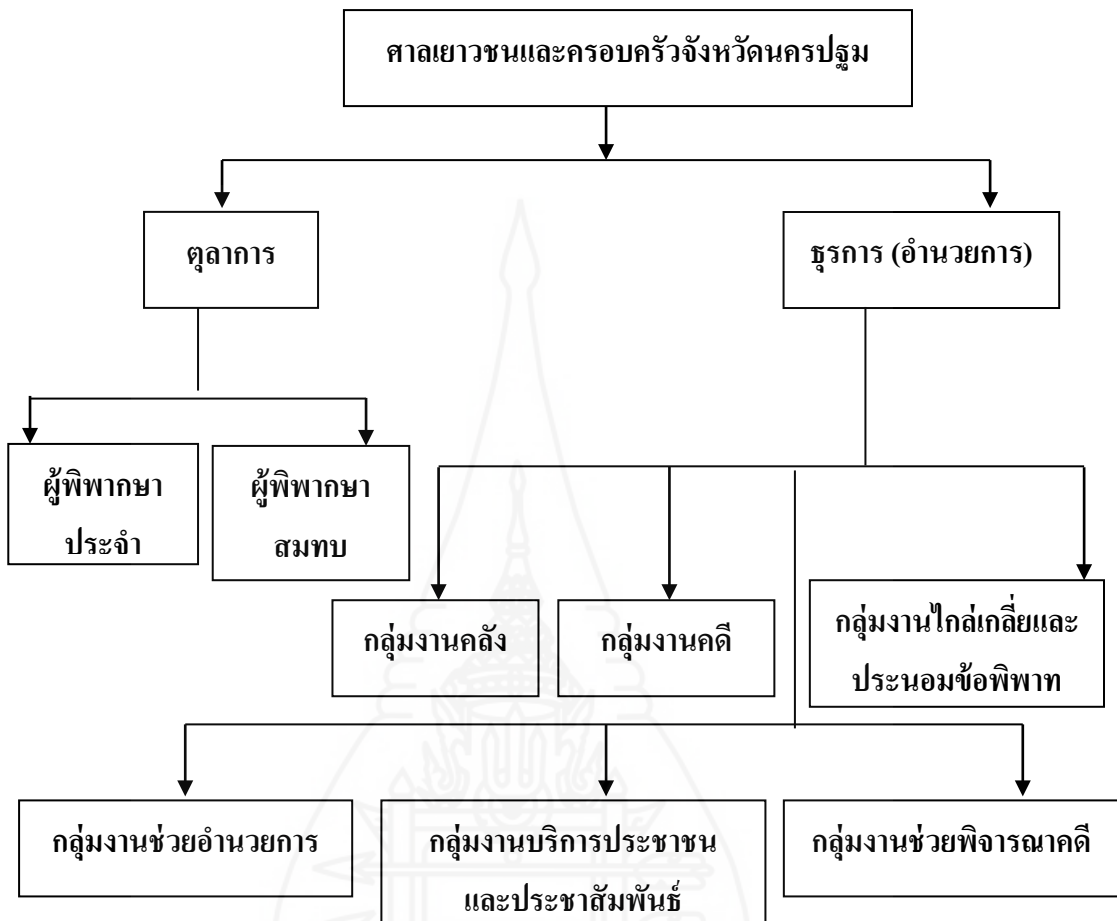 ศาลเยาวชนและครอบครัวจังหวัดนครปฐม
ตุลาการ
ธุรการ (อำนวยการ)
ผู้พิพากษา
ประจำ
ผู้พิพากษา
สมทบ
กลุ่มงานคลัง
กลุ่มงานคดี
กลุ่มงานไกล่เกลี่ยและ
ประนอมข้อพิพาท
กลุ่มงานช่วยอำนวยการ
กลุ่มงานบริการประชาชน
และประชาสัมพันธ์
กลุ่มงานช่วยพิจารณาคดี